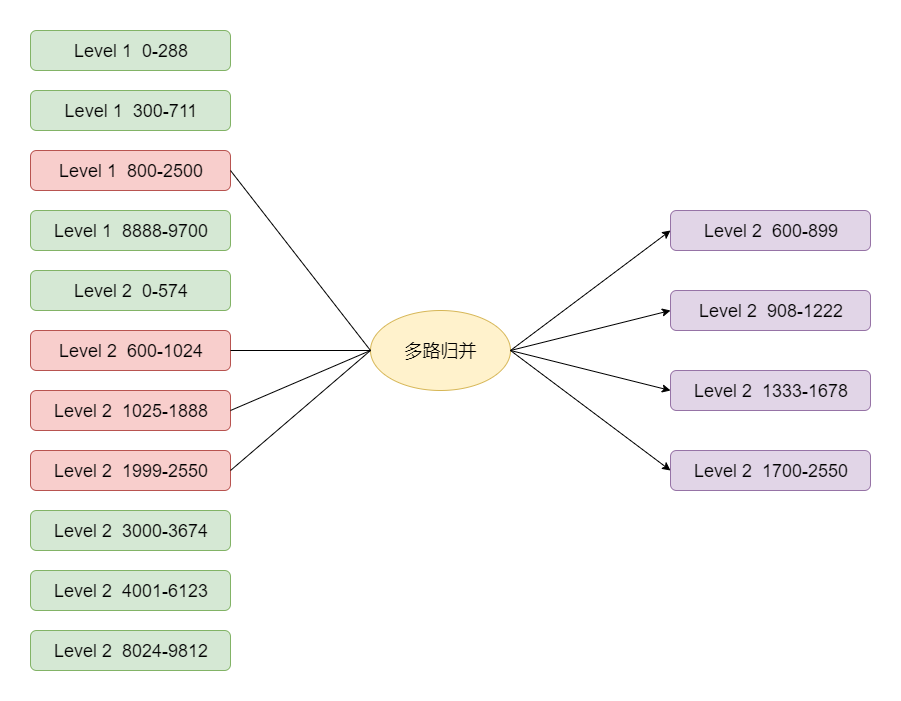 Level 1  0-288
Level 1  300-711
Level 1  800-2500
Level 1  8888-9700
Level 2  0-574
Level 2  600-1024
Level 2  1025-1888
Level 2  1999-2550
Level 2  3000-3674
Level 2  4001-6123
Level 2  8024-9812
多路归并
Level 2  600-899
Level 2  908-1222
Level 2  1333-1678
Level 2  1700-2550